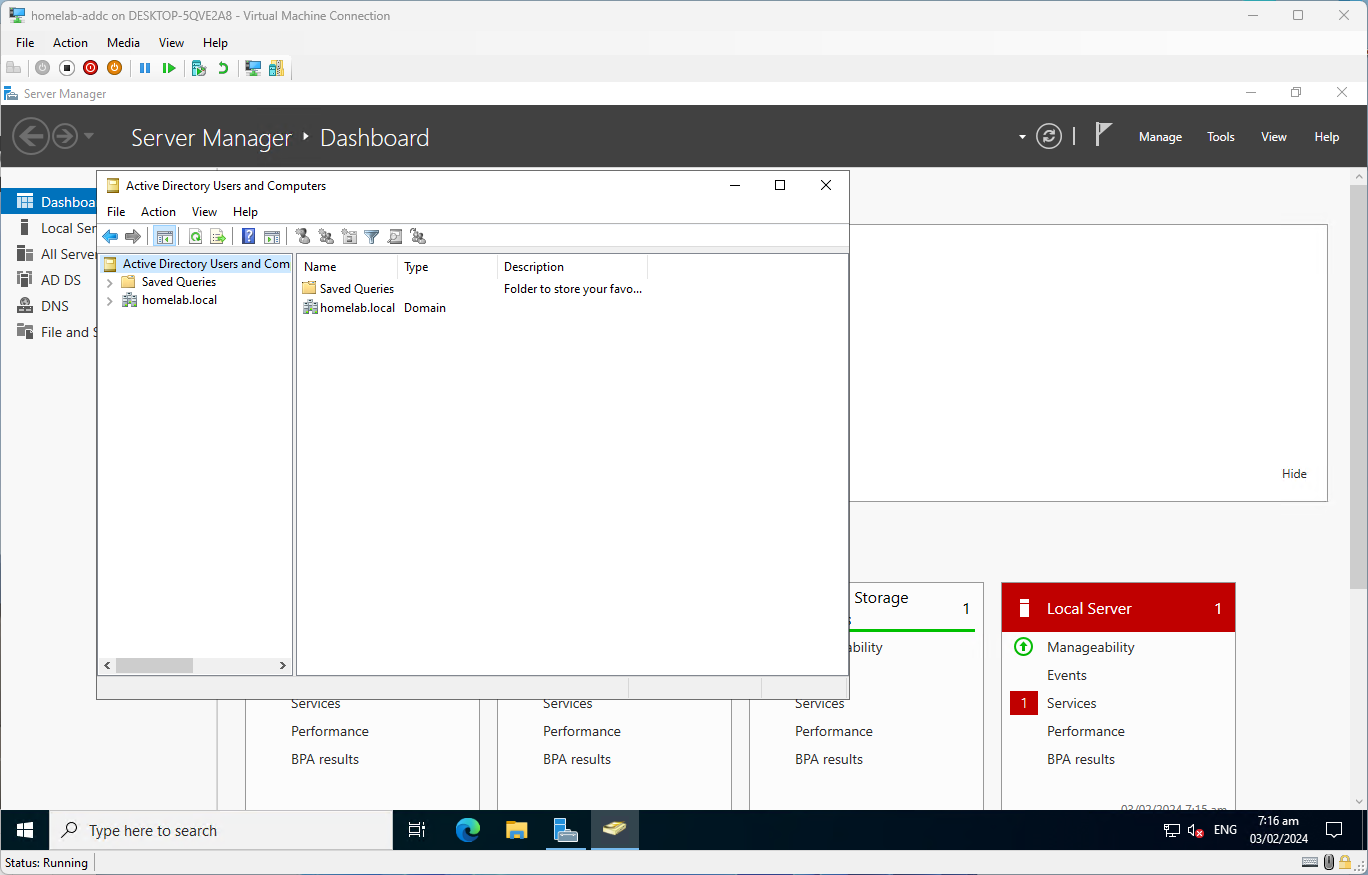 homelab-addc on DESKTOP-5QVE2A8 - Virtual Machine Connection
File Action Media View Help
Server Manager
Server Manager Dashboard
Manage Tools View Help
Dashboa
Local Ser
All Serve
AD DS
DNS
File and S
Active Directory Users and Computers
File Action View Help
Active Directory Users and Com
Saved Queries
homelab.local
Name Type Description
Saved Queries Folder to store your favo...
homelab.local Domain
Hide
Services
Performance
BPA results
Services
Performance
BPA results
Storage 1
ability
Services
Performance
BPA results
Local Server 1
Manageability
Events
1 Services
Performance
BPA results
03/02/2024 7:15 am
Type here to search
ENG
7:16 am
03/02/2024
Status: Running